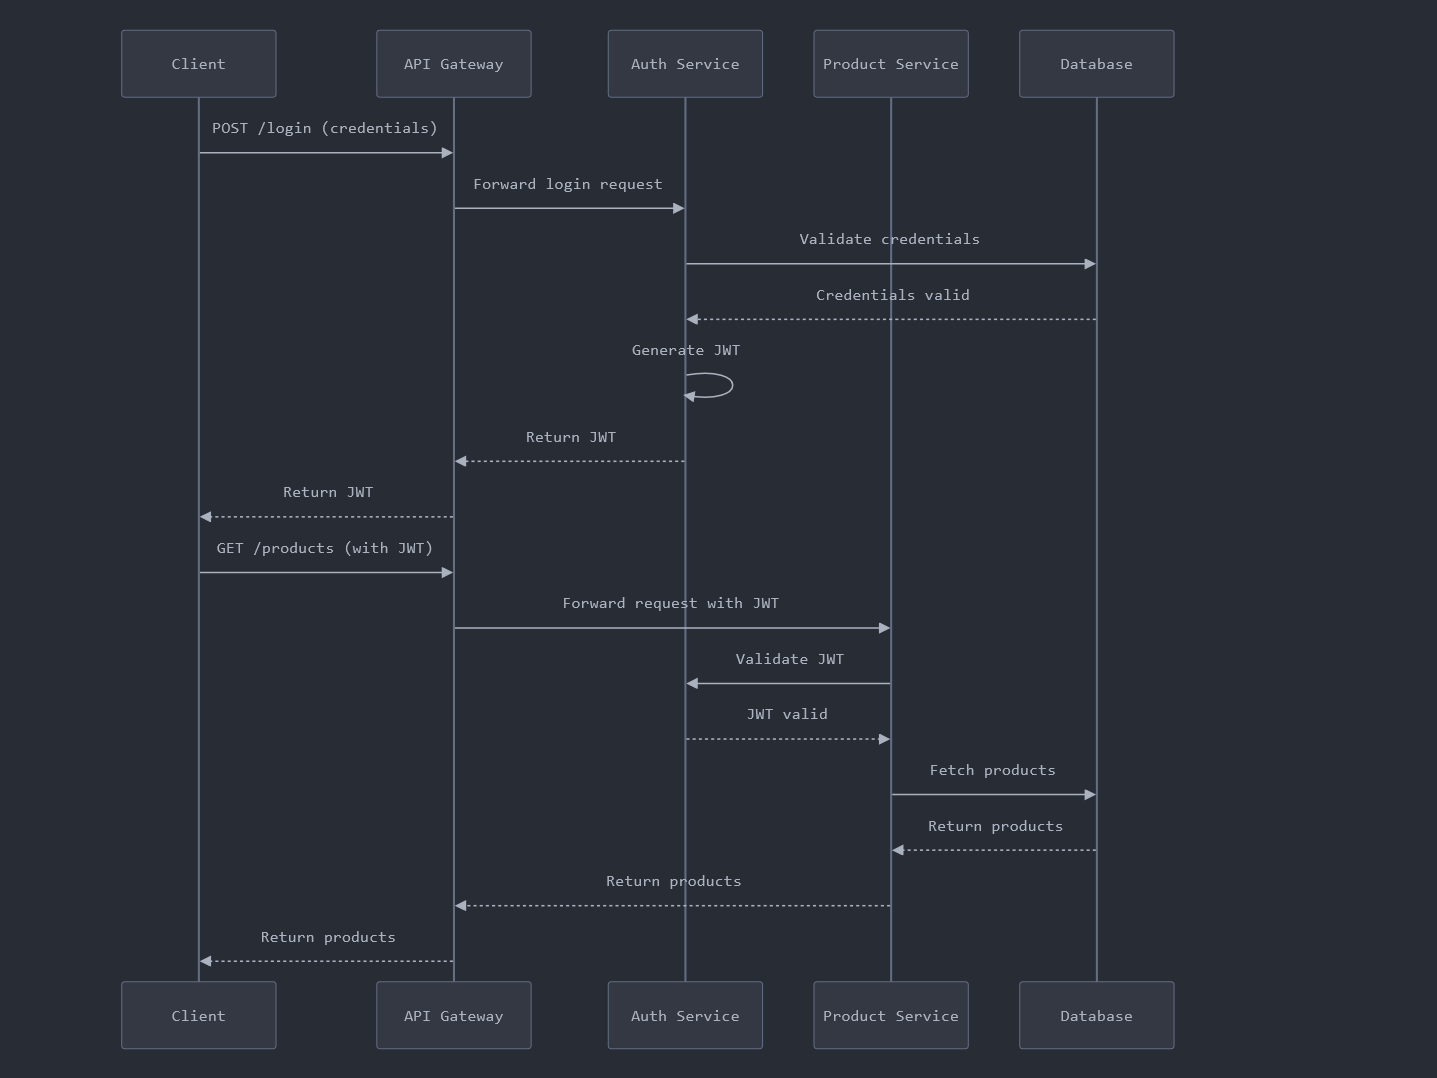 Client
API Gateway
Auth Service
Product Service
Database
POST /login (credentials)
Forward login request
Validate credentials
Credentials valid
Generate JWT
Return JWT
Return JWT
GET /products (with JWT)
Forward request with JWT
Validate JWT
JWT valid
Fetch products
Return products
Return products
Return products
Client
API Gateway
Auth Service
Product Service
Database